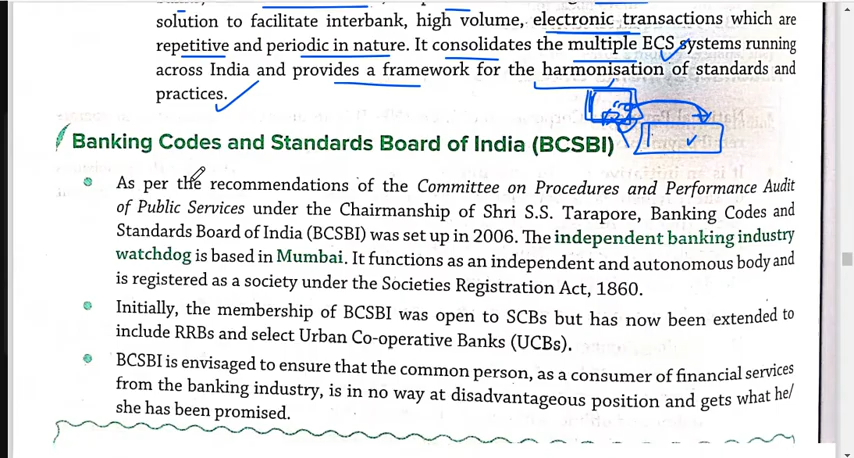 solution to facilitate interbank, high volume, electronic transactions which are
repetitive and periodic in nature. It consolidates the multiple ECS systems running
across India and provides a framework for the harmonisation of standards and
practices.
Banking Codes and Standards Board of India (BCSBI)
As per the recommendations of the Committee on Procedures and Performance Audit
of Public Services under the Chairmanship of Shri S.S. Tarapore, Banking Codes and
Standards Board of India (BCSBI) was set up in 2006. The independent banking industry
watchdog is based in Mumbai. It functions as an independent and autonomous body and
is registered as a society under the Societies Registration Act, 1860.
Initially, the membership of BCSBI was open to SCBs but has now been extended to
include RRBs and select Urban Co-operative Banks (UCBs).
BCSBI is envisaged to ensure that the common person, as a consumer of financial services
from the banking industry, is in no way at disadvantageous position and gets what he/
she has been promised.